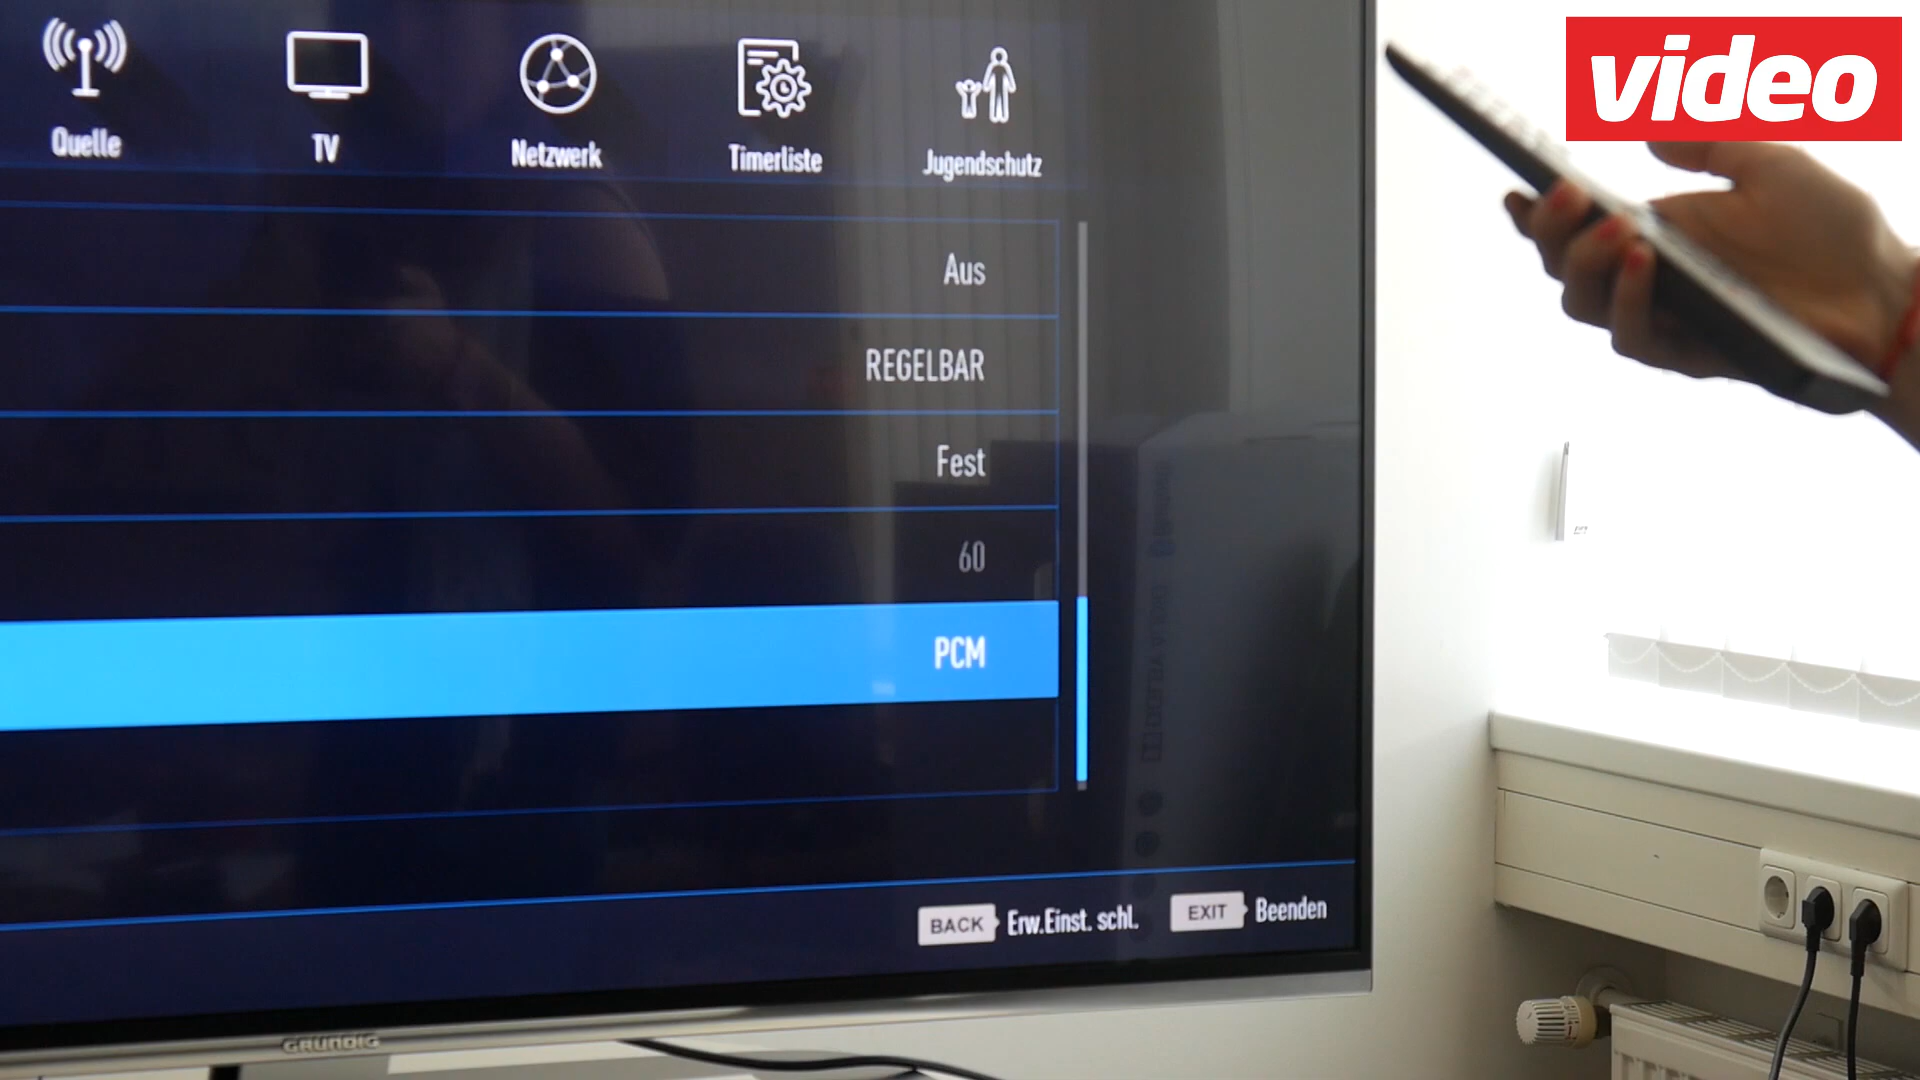 video
Quelle
TV
Netzwerk
Timerliste
Jugendschutz
Aus
REGELBAR
Fest
60
PCM
BACK Erw.Einst. schl. EXIT Beenden
GRUNDIG